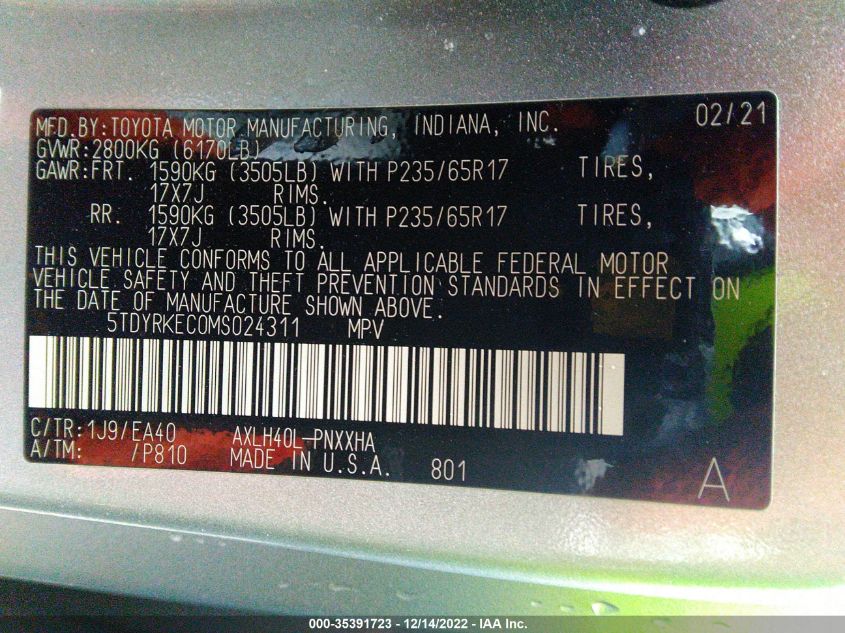 MFD.BY:TOYOTA MOTOR MANUFACTURING, INDIANA, INC. 02/21
GVWR:2800KG (6170LB)
GAWR:FRT. 1590KG (3505LB) WITH P235/65R17 TIRES,
17X7J RIMS.
RR. 1590KG (3505LB) WITH P235/65R17 TIRES,
17X7J RIMS.
THIS VEHICLE CONFORMS TO ALL APPLICABLE FEDERAL MOTOR
VEHICLE SAFETY AND THEFT PREVENTION STANDARDS IN EFFECT ON
THE DATE OF MANUFACTURE SHOWN ABOVE.
5TDYRKEC0MS024311 MPV
C/TR:1J9/EA40 AXLH40L-PNXXHA
A/TM: /P810 MADE IN U.S.A. 801 A
000-35391723 - 12/14/2022 - IAA Inc.